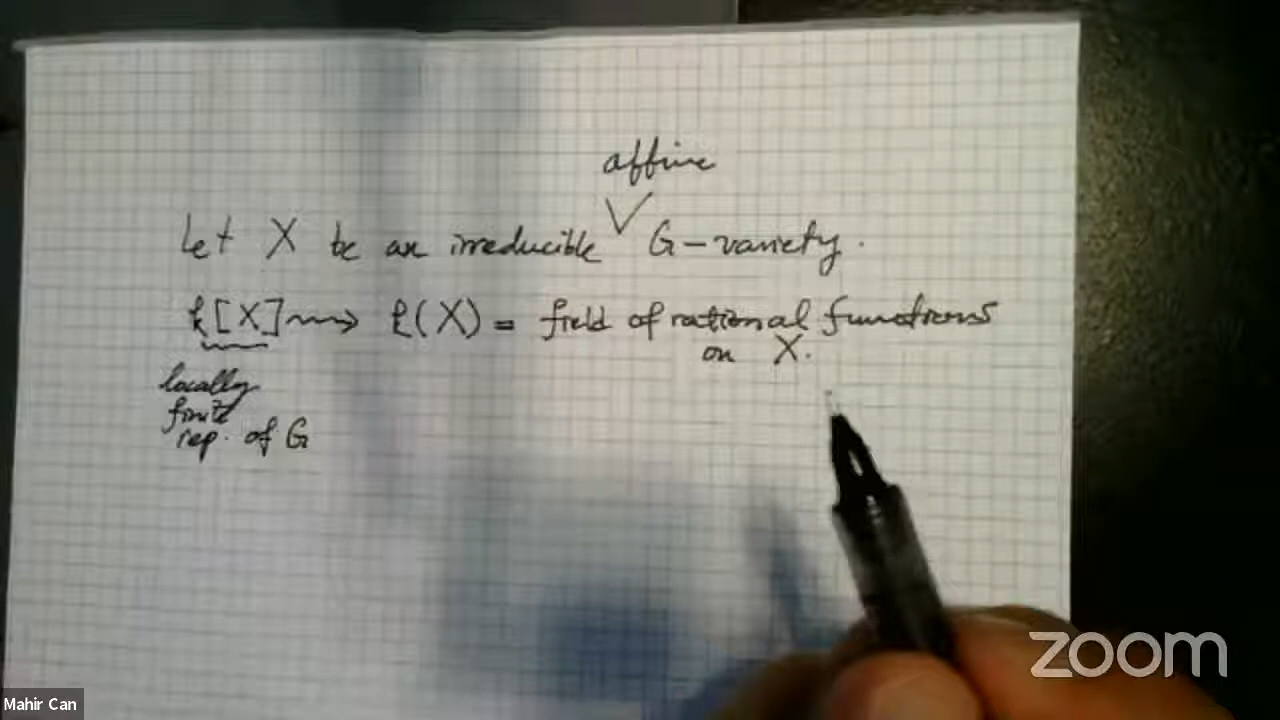 affine
Let X be an irreducible ∨ G-variety.
k[X] ⟿ k(X) = field of rational functions
on X.
locally
finite
rep. of G
zoom
Mahir Can